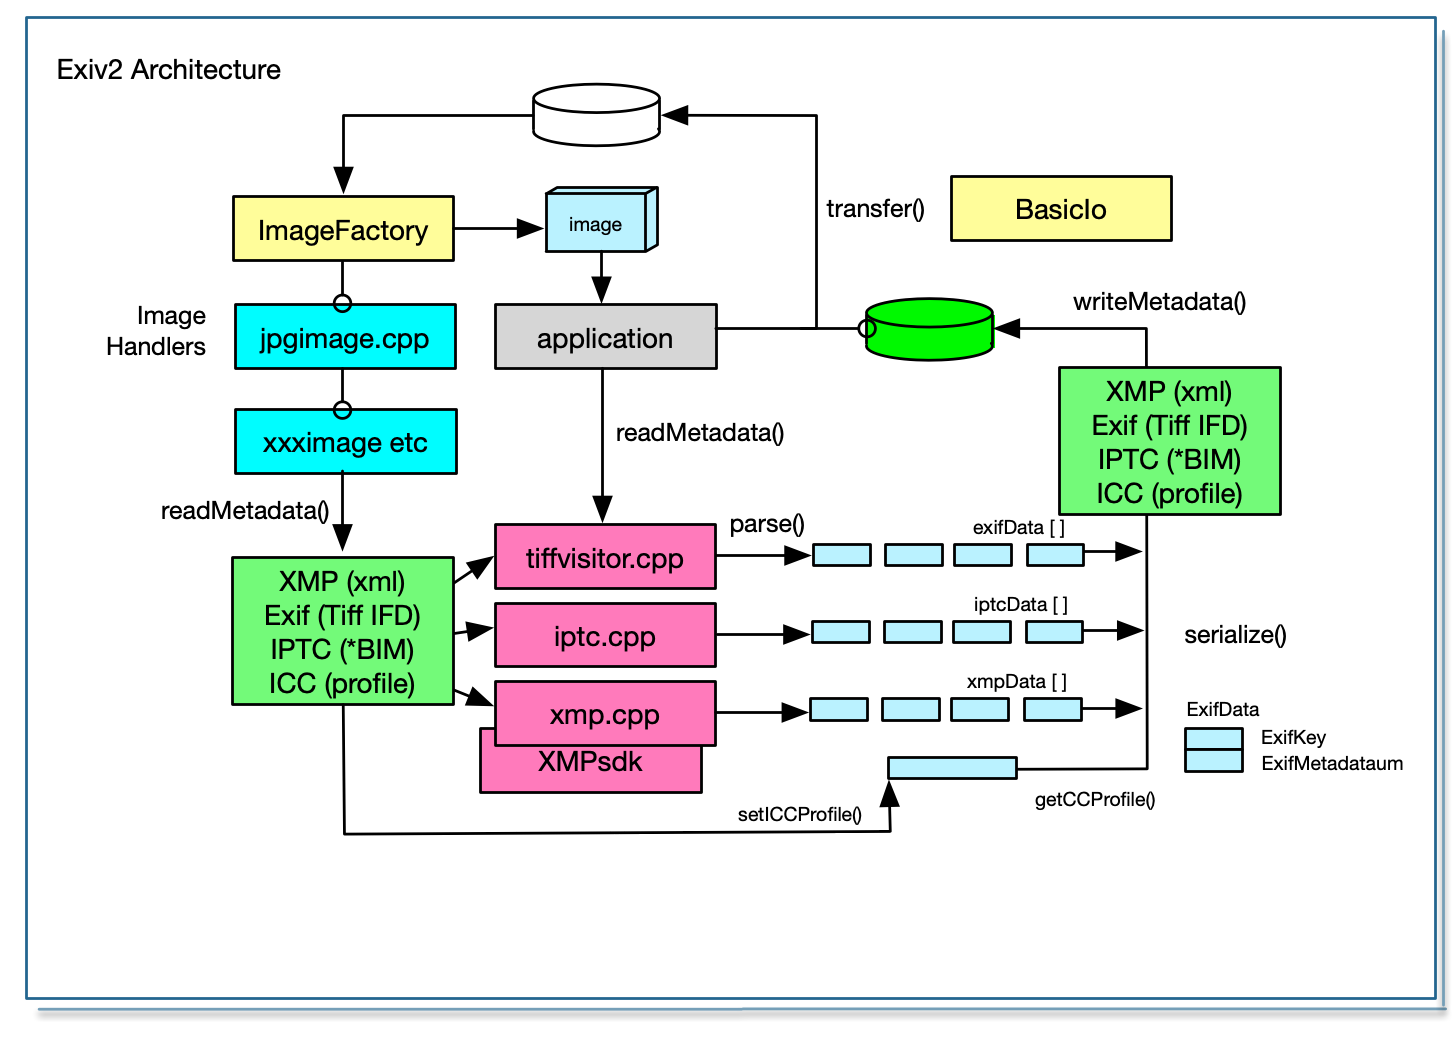 Exiv2 Architecture
transfer()
BasicIo
ImageFactory
image
writeMetadata()
Image
Handlers
jpgimage.cpp
application
XMP (xml)
Exif (Tiff IFD)
IPTC (*BIM)
ICC (profile)
xxximage etc
readMetadata()
readMetadata()
parse()
exifData [ ]
tiffvisitor.cpp
XMP (xml)
Exif (Tiff IFD)
IPTC (*BIM)
ICC (profile)
iptcData [ ]
iptc.cpp
serialize()
xmpData [ ]
xmp.cpp
XMPsdk
ExifData
ExifKey
ExifMetadataum
getCCProfile()
setICCProfile()